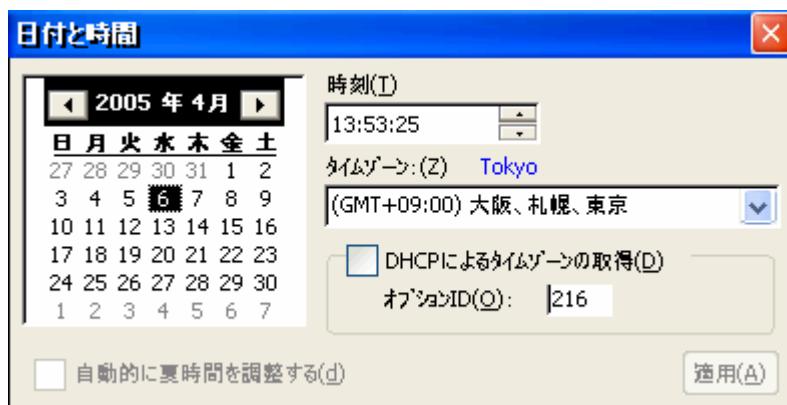 日付と時間
2005 年 4月
日 月 火 水 木 金 土
27 28 29 30 31 1 2
3 4 5 6 7 8 9
10 11 12 13 14 15 16
17 18 19 20 21 22 23
24 25 26 27 28 29 30
1 2 3 4 5 6 7
時刻(T)
13:53:25
ﾀｲﾑｿﾞｰﾝ:(Z) Tokyo
(GMT+09:00) 大阪、札幌、東京
DHCPによるﾀｲﾑｿﾞｰﾝの取得(D)
ｵﾌﾟｼｮﾝID(O): 216
自動的に夏時間を調整する(d)
適用(A)